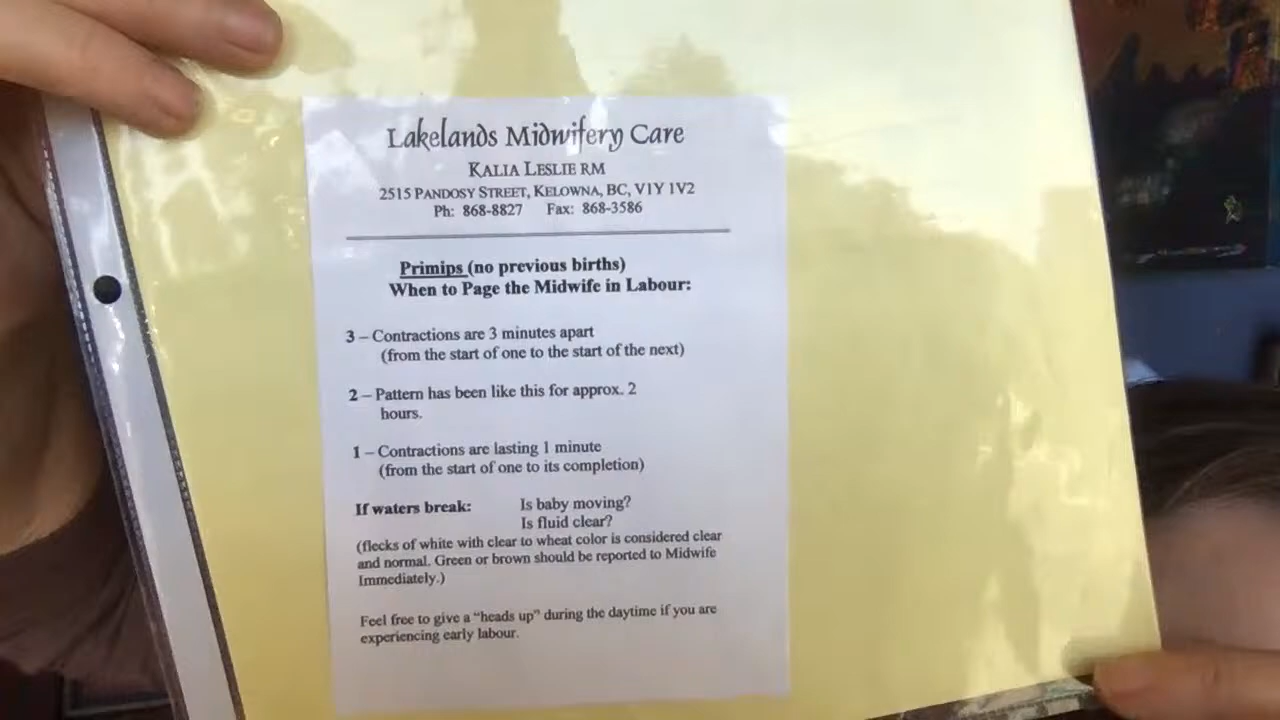 Lakelands Midwifery Care
KALIA LESLIE RM
2515 PANDOSY STREET, KELOWNA, BC, V1Y 1V2
Ph: 868-8827 Fax: 868-3586
Primips (no previous births)
When to Page the Midwife in Labour:
3 – Contractions are 3 minutes apart
(from the start of one to the start of the next)
2 – Pattern has been like this for approx. 2
hours.
1 – Contractions are lasting 1 minute
(from the start of one to its completion)
If waters break: Is baby moving?
Is fluid clear?
(flecks of white with clear to wheat color is considered clear
and normal. Green or brown should be reported to Midwife
Immediately.)
Feel free to give a “heads up” during the daytime if you are
experiencing early labour.